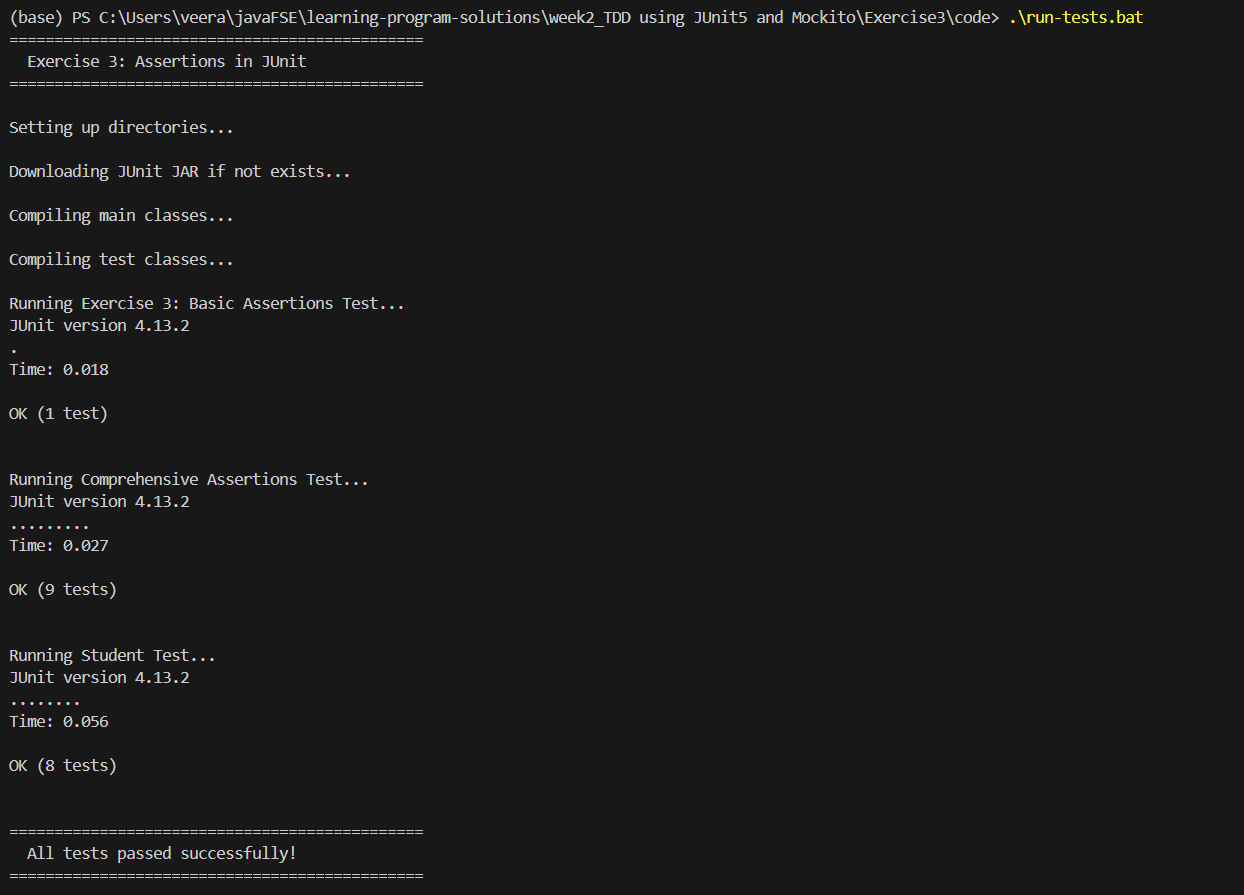 (base) PS C:\Users\veera\javaFSE\learning-program-solutions\week2_TDD using JUnit5 and Mockito\Exercise3\code> .\run-tests.bat
==============================================
  Exercise 3: Assertions in JUnit
==============================================
Setting up directories...
Downloading JUnit JAR if not exists...
Compiling main classes...
Compiling test classes...
Running Exercise 3: Basic Assertions Test...
JUnit version 4.13.2
.
Time: 0.018
OK (1 test)
Running Comprehensive Assertions Test...
JUnit version 4.13.2
.........
Time: 0.027
OK (9 tests)
Running Student Test...
JUnit version 4.13.2
........
Time: 0.056
OK (8 tests)
==============================================
  All tests passed successfully!
==============================================